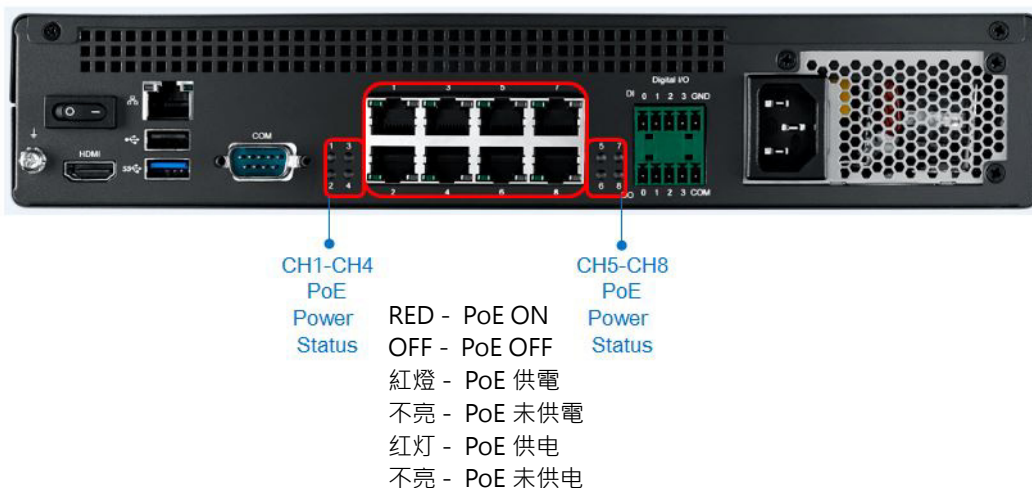 1 3 5 7
Digital I/O
DI 0 1 2 3 GND
HDMI
COM
1 3
2 4
5 7
6 8
2 4 6 8
DO 0 1 2 3 COM
CH1-CH4
PoE
Power
Status
CH5-CH8
PoE
Power
Status
RED - PoE ON
OFF - PoE OFF
紅燈 - PoE 供電
不亮 - PoE 未供電
红灯 - PoE 供电
不亮 - PoE 未供电